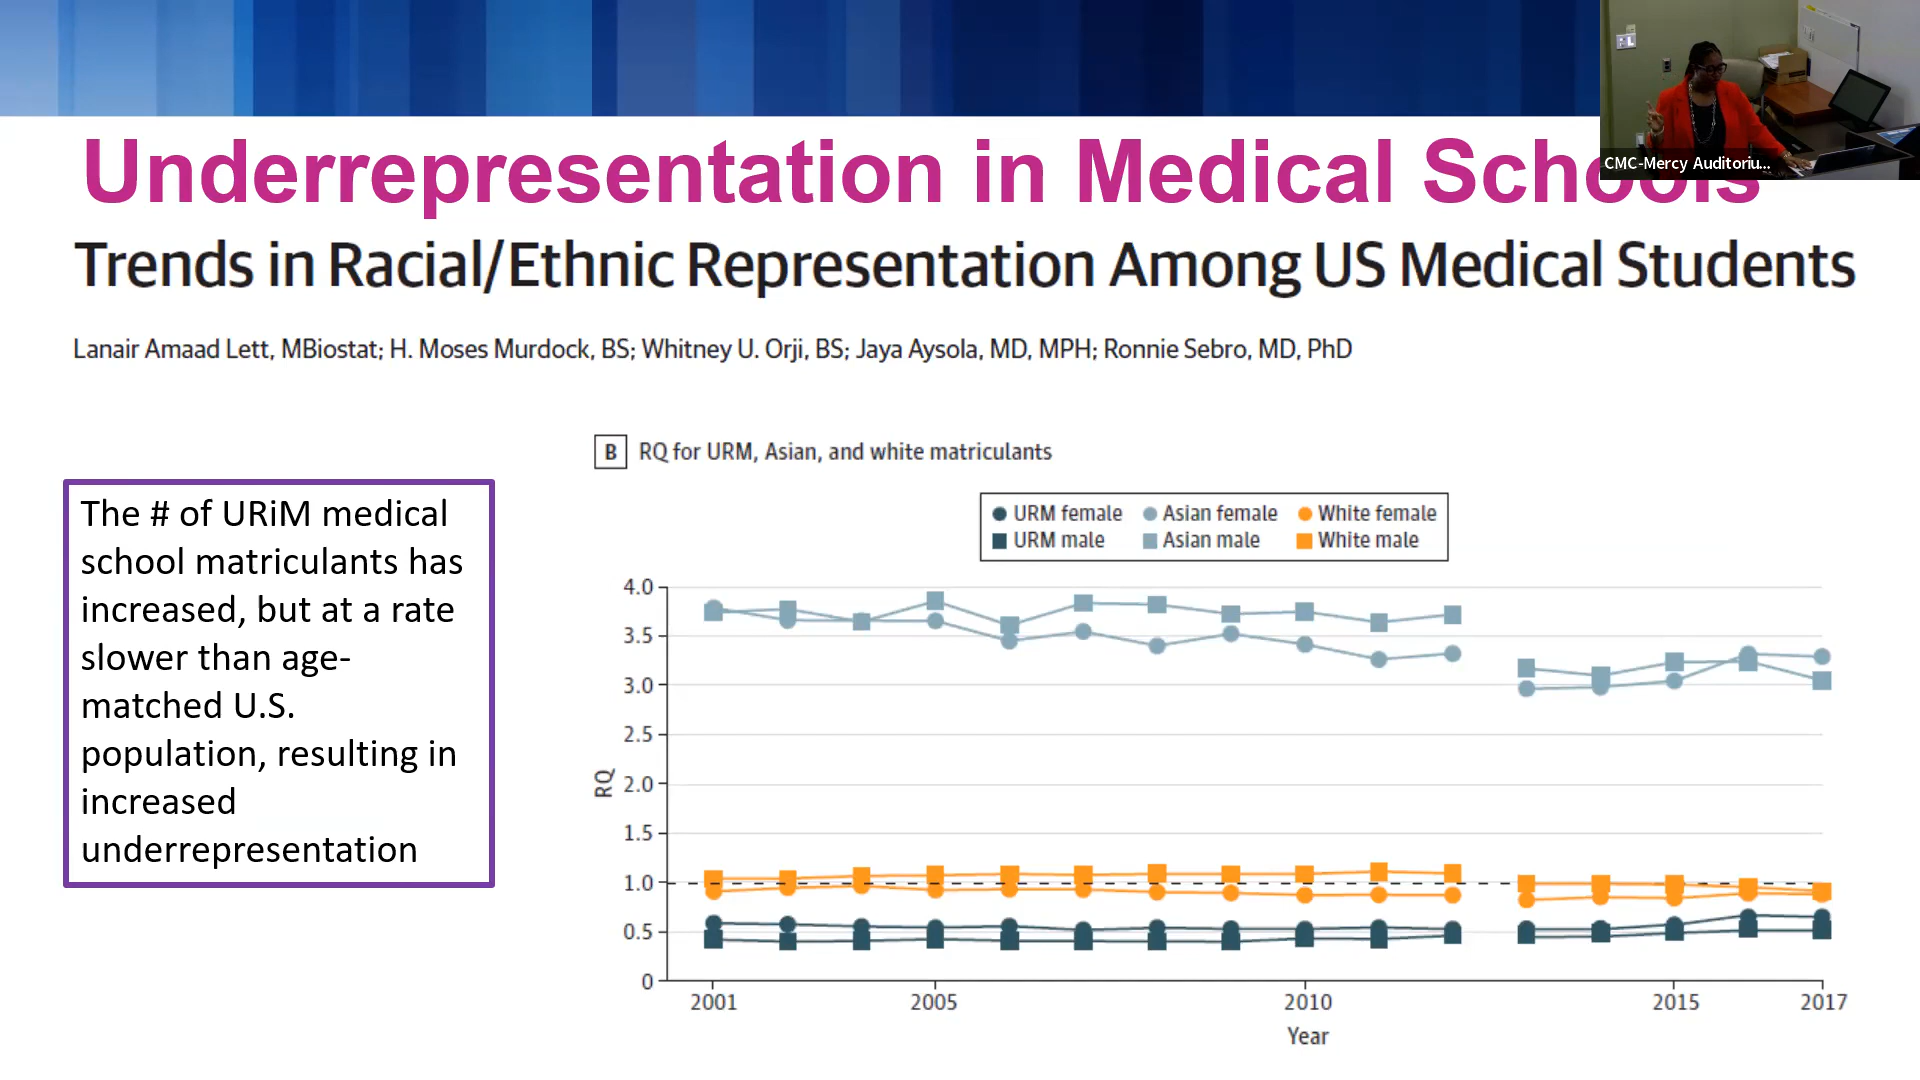 Underrepresentation in Medical Schools
CMC-Mercy Auditoriu...
Trends in Racial/Ethnic Representation Among US Medical Students
Lanair Amaad Lett, MBiostat; H. Moses Murdock, BS; Whitney U. Orji, BS; Jaya Aysola, MD, MPH; Ronnie Sebro, MD, PhD
The # of URiM medical
school matriculants has
increased, but at a rate
slower than age-
matched U.S.
population, resulting in
increased
underrepresentation
B RQ for URM, Asian, and white matriculants
URM female Asian female White female
URM male Asian male White male
4.0
3.5
3.0
2.5
2.0
1.5
1.0
0.5
0
RQ
2001 2005 2010 2015 2017
Year